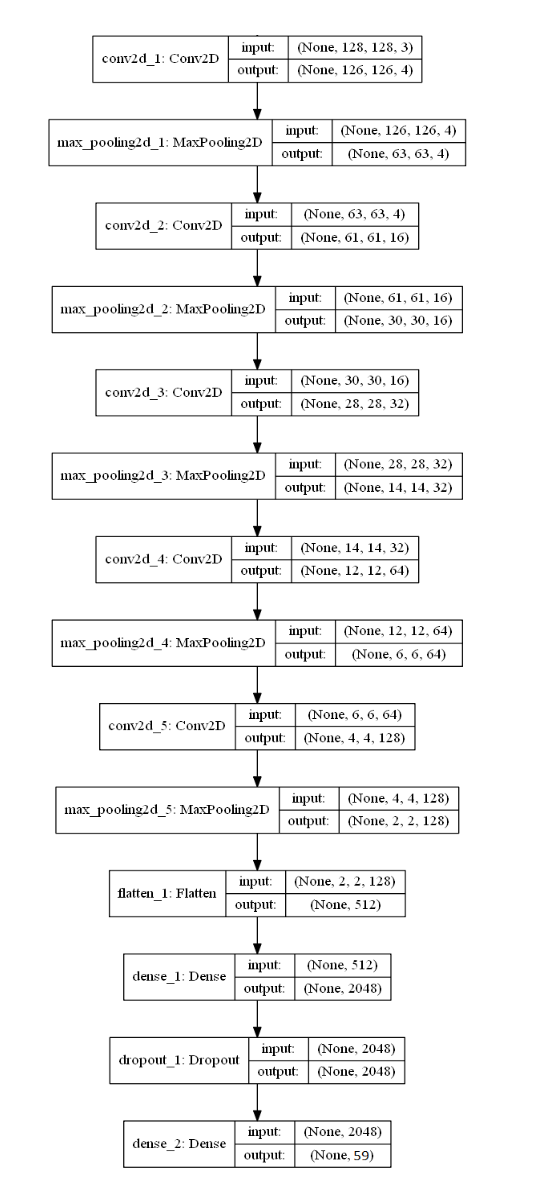 conv2d_1: Conv2D
input: (None, 128, 128, 3)
output: (None, 126, 126, 4)
max_pooling2d_1: MaxPooling2D
input: (None, 126, 126, 4)
output: (None, 63, 63, 4)
conv2d_2: Conv2D
input: (None, 63, 63, 4)
output: (None, 61, 61, 16)
max_pooling2d_2: MaxPooling2D
input: (None, 61, 61, 16)
output: (None, 30, 30, 16)
conv2d_3: Conv2D
input: (None, 30, 30, 16)
output: (None, 28, 28, 32)
max_pooling2d_3: MaxPooling2D
input: (None, 28, 28, 32)
output: (None, 14, 14, 32)
conv2d_4: Conv2D
input: (None, 14, 14, 32)
output: (None, 12, 12, 64)
max_pooling2d_4: MaxPooling2D
input: (None, 12, 12, 64)
output: (None, 6, 6, 64)
conv2d_5: Conv2D
input: (None, 6, 6, 64)
output: (None, 4, 4, 128)
max_pooling2d_5: MaxPooling2D
input: (None, 4, 4, 128)
output: (None, 2, 2, 128)
flatten_1: Flatten
input: (None, 2, 2, 128)
output: (None, 512)
dense_1: Dense
input: (None, 512)
output: (None, 2048)
dropout_1: Dropout
input: (None, 2048)
output: (None, 2048)
dense_2: Dense
input: (None, 2048)
output: (None, 59)